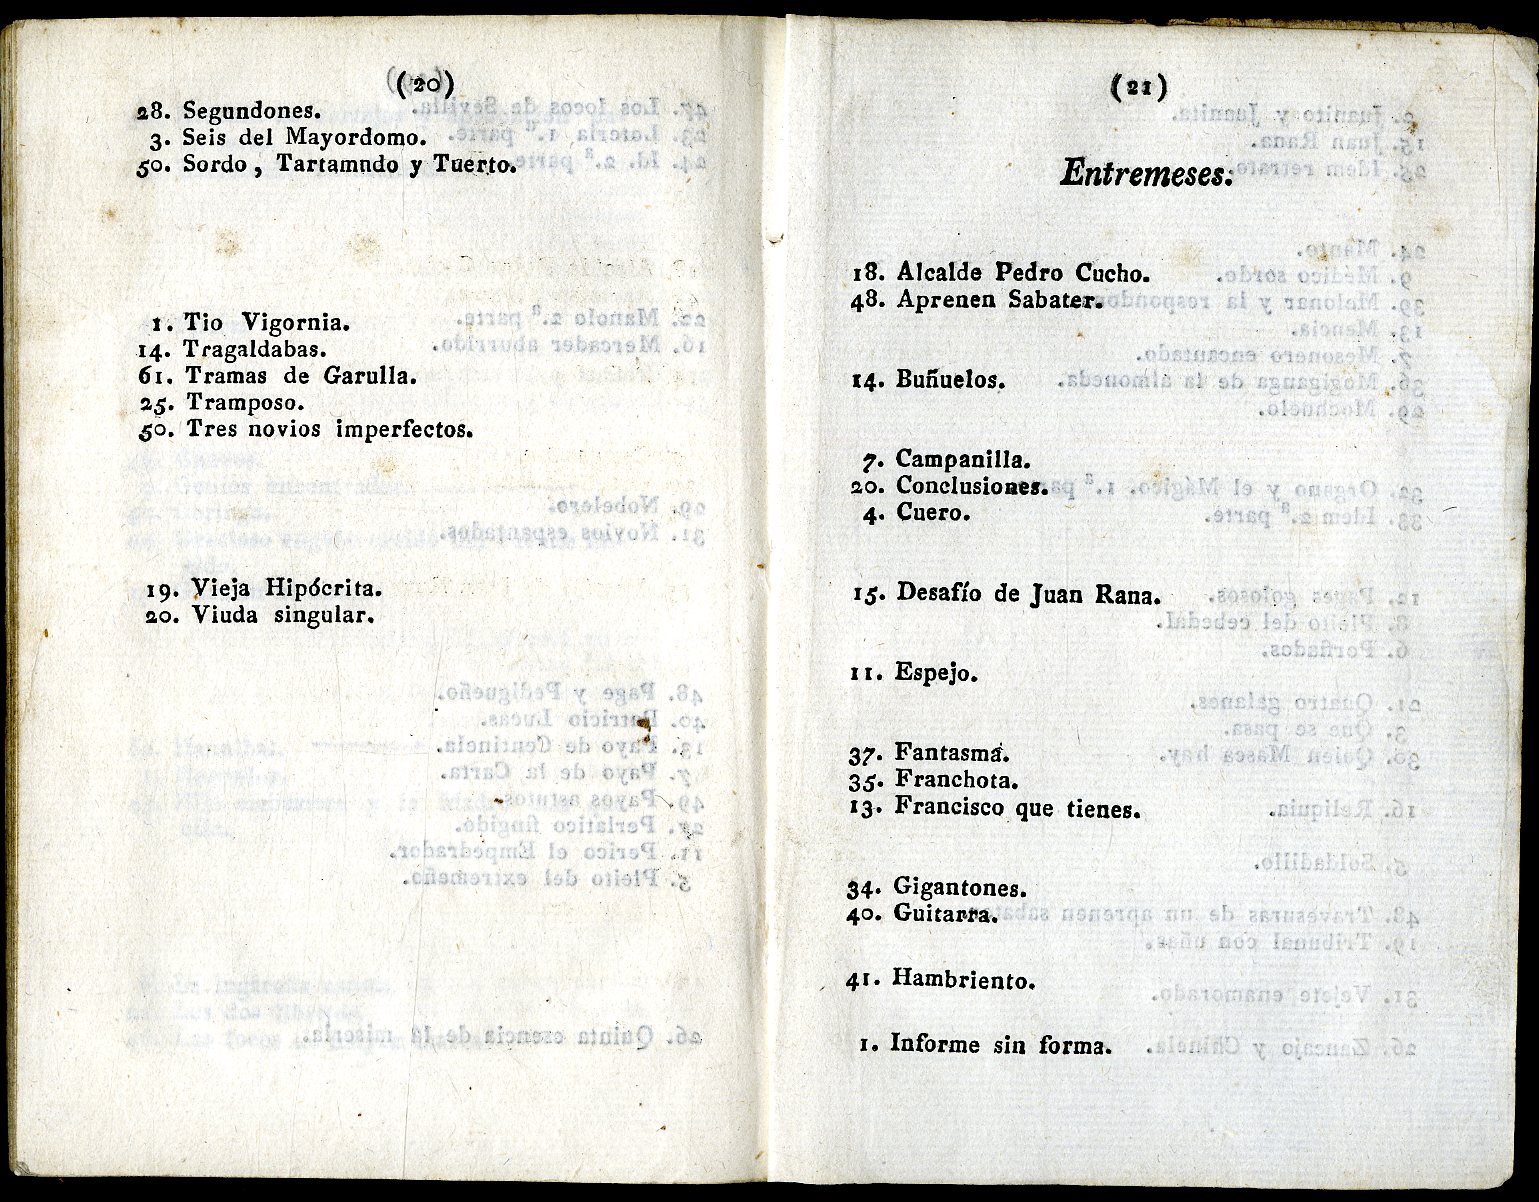 (20)
28. Segundones.
3. Seis del Mayordomo.
50. Sordo, Tartamudo y Tuerto.
1. Tio Vigornia.
14. Tragaldabas.
61. Tramas de Garulla.
25. Tramposo.
50. Tres novios imperfectos.
19. Vieja Hipócrita.
20. Viuda singular.
(21)
Entremeses.
18. Alcalde Pedro Cucho.
48. Aprenen Sabater.
14. Buñuelos.
7. Campanilla.
20. Conclusiones.
4. Cuero.
15. Desafío de Juan Rana.
11. Espejo.
37. Fantasma.
35. Franchota.
13. Francisco que tienes.
34. Gigantones.
40. Guitarra.
41. Hambriento.
1. Informe sin forma.